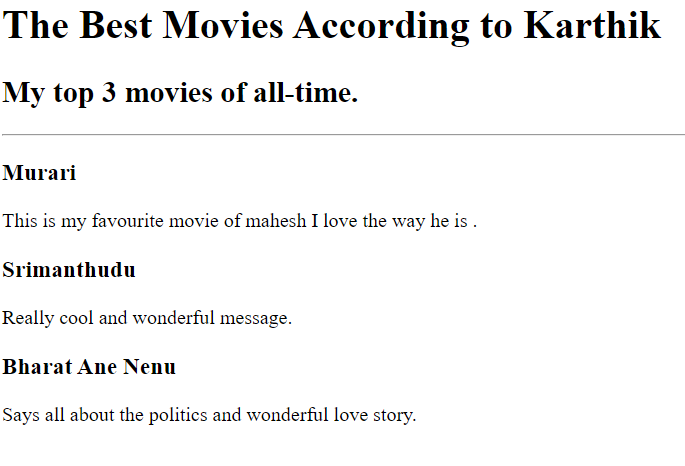 The Best Movies According to Karthik
My top 3 movies of all-time.
Murari
This is my favourite movie of mahesh I love the way he is .
Srimanthudu
Really cool and wonderful message.
Bharat Ane Nenu
Says all about the politics and wonderful love story.